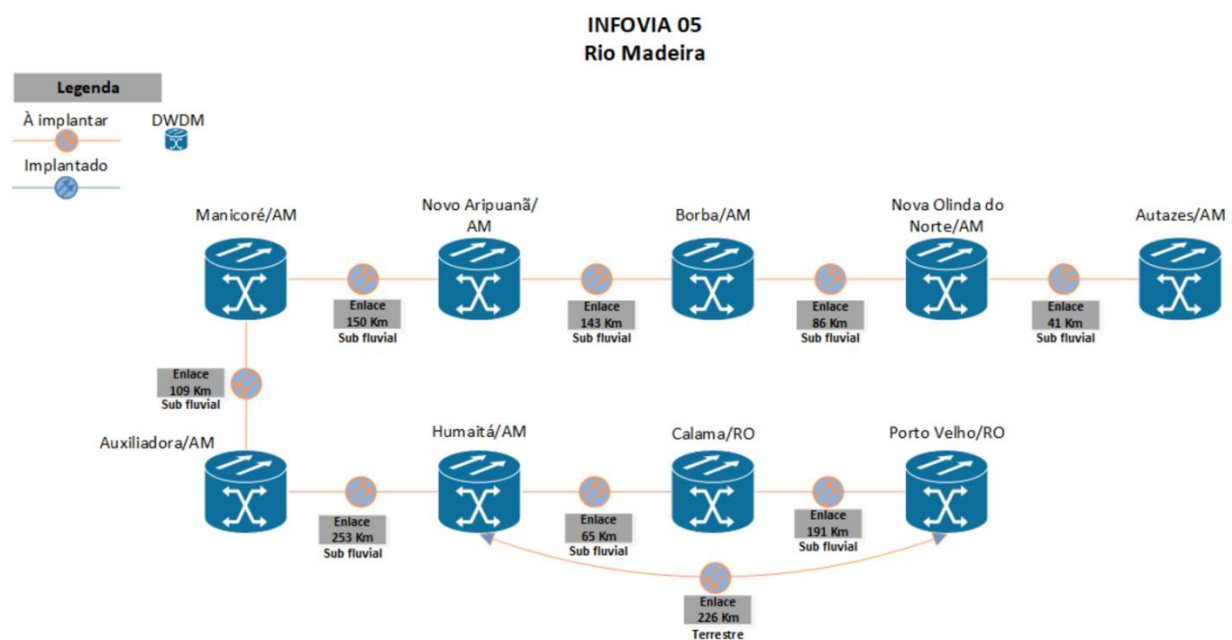 INFOVIA 05
Rio Madeira
Legenda
À implantar
DWDM
Implantado
Manicoré/AM
Novo Aripuanã/
AM
Borba/AM
Nova Olinda do
Norte/AM
Autazes/AM
Enlace
150 Km
Sub fluvial
Enlace
143 Km
Sub fluvial
Enlace
86 Km
Sub fluvial
Enlace
41 Km
Sub fluvial
Enlace
109 Km
Sub fluvial
Auxiliadora/AM
Humaitá/AM
Calama/RO
Porto Velho/RO
Enlace
253 Km
Sub fluvial
Enlace
65 Km
Sub fluvial
Enlace
191 Km
Sub fluvial
Enlace
226 Km
Terrestre